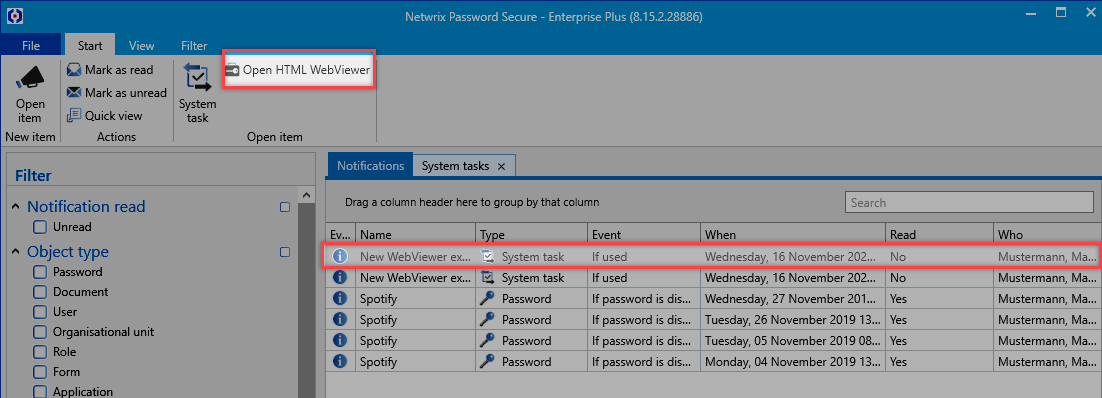 Netwrix Password Secure - Enterprise Plus (8.15.2.28886)
File Start View Filter
Open item
New item
Mark as read
Mark as unread
Quick view
Actions
System task
Open HTML WebViewer
Open item
Filter
Notification read
Unread
Object type
Password
Document
User
Organisational unit
Role
Form
Application
Notifications System tasks ×
Drag a column header here to group by that column
Search
Ev... Name Type Event When Read Who
New WebViewer ex... System task If used Wednesday, 16 November 202... No Mustermann, Ma...
New WebViewer ex... System task If used Wednesday, 16 November 202... No Mustermann, Ma...
Spotify Password If password is dis... Wednesday, 27 November 201... Yes Mustermann, Ma...
Spotify Password If password is dis... Tuesday, 26 November 2019 13... Yes Mustermann, Ma...
Spotify Password If password is dis... Tuesday, 05 November 2019 08... Yes Mustermann, Ma...
Spotify Password If password is dis... Monday, 04 November 2019 13... Yes Mustermann, Ma...